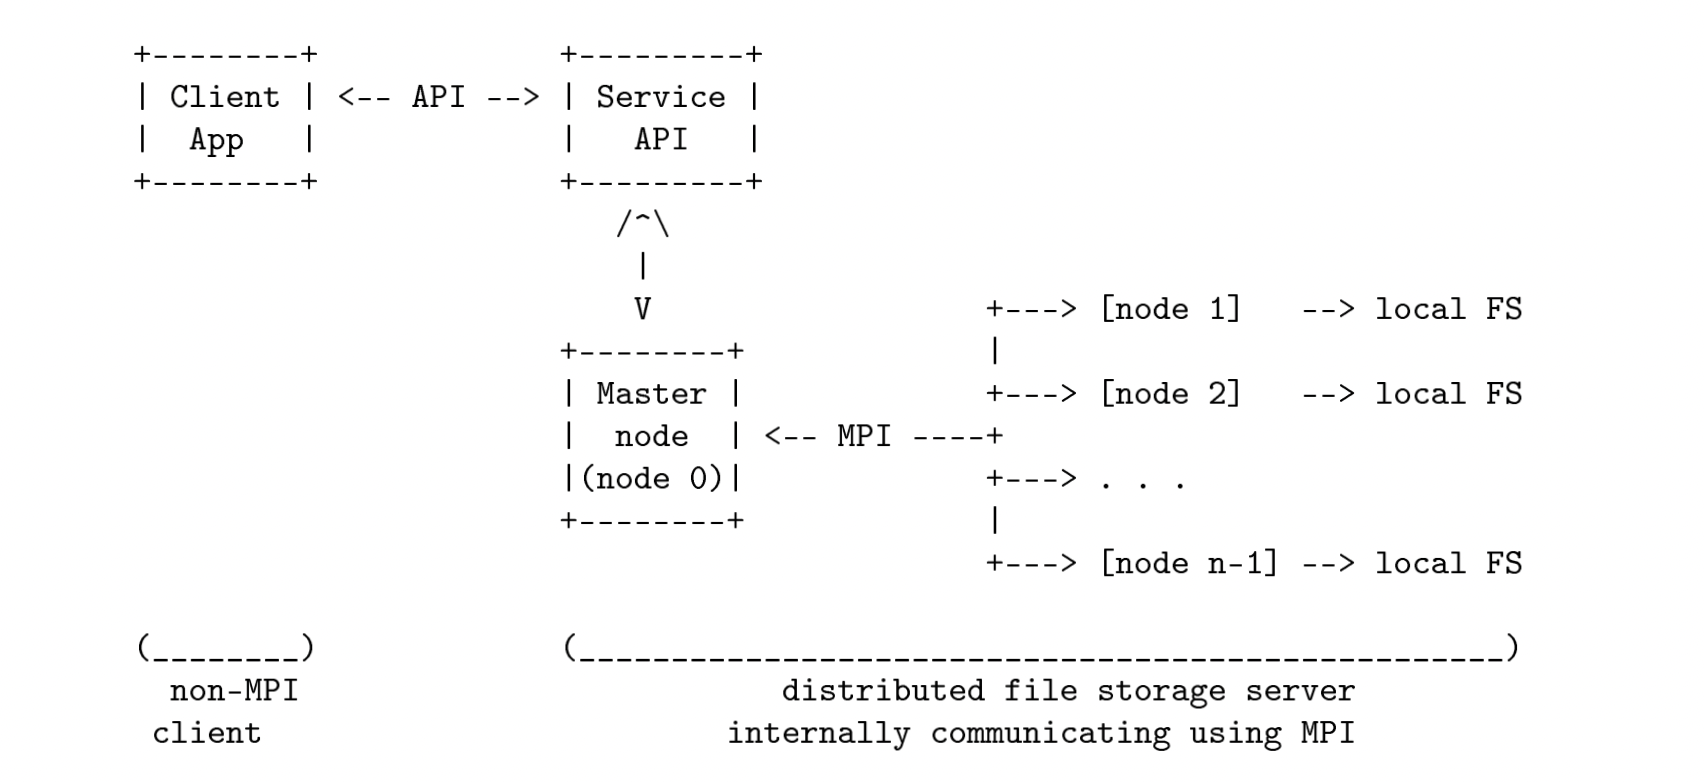 +--------+             +---------+
| Client | <-- API --> | Service |
|  App   |             |   API   |
+--------+             +---------+
                          /^\
                           |
                           V                  +---> [node 1]   --> local FS
                       +--------+             |
                       | Master |             +---> [node 2]   --> local FS
                       |  node  | <-- MPI ----+
                       |(node 0)|             +---> . . .
                       +--------+             |
                                              +---> [node n-1] --> local FS
(________)             (__________________________________________________)
  non-MPI                          distributed file storage server
 client                         internally communicating using MPI